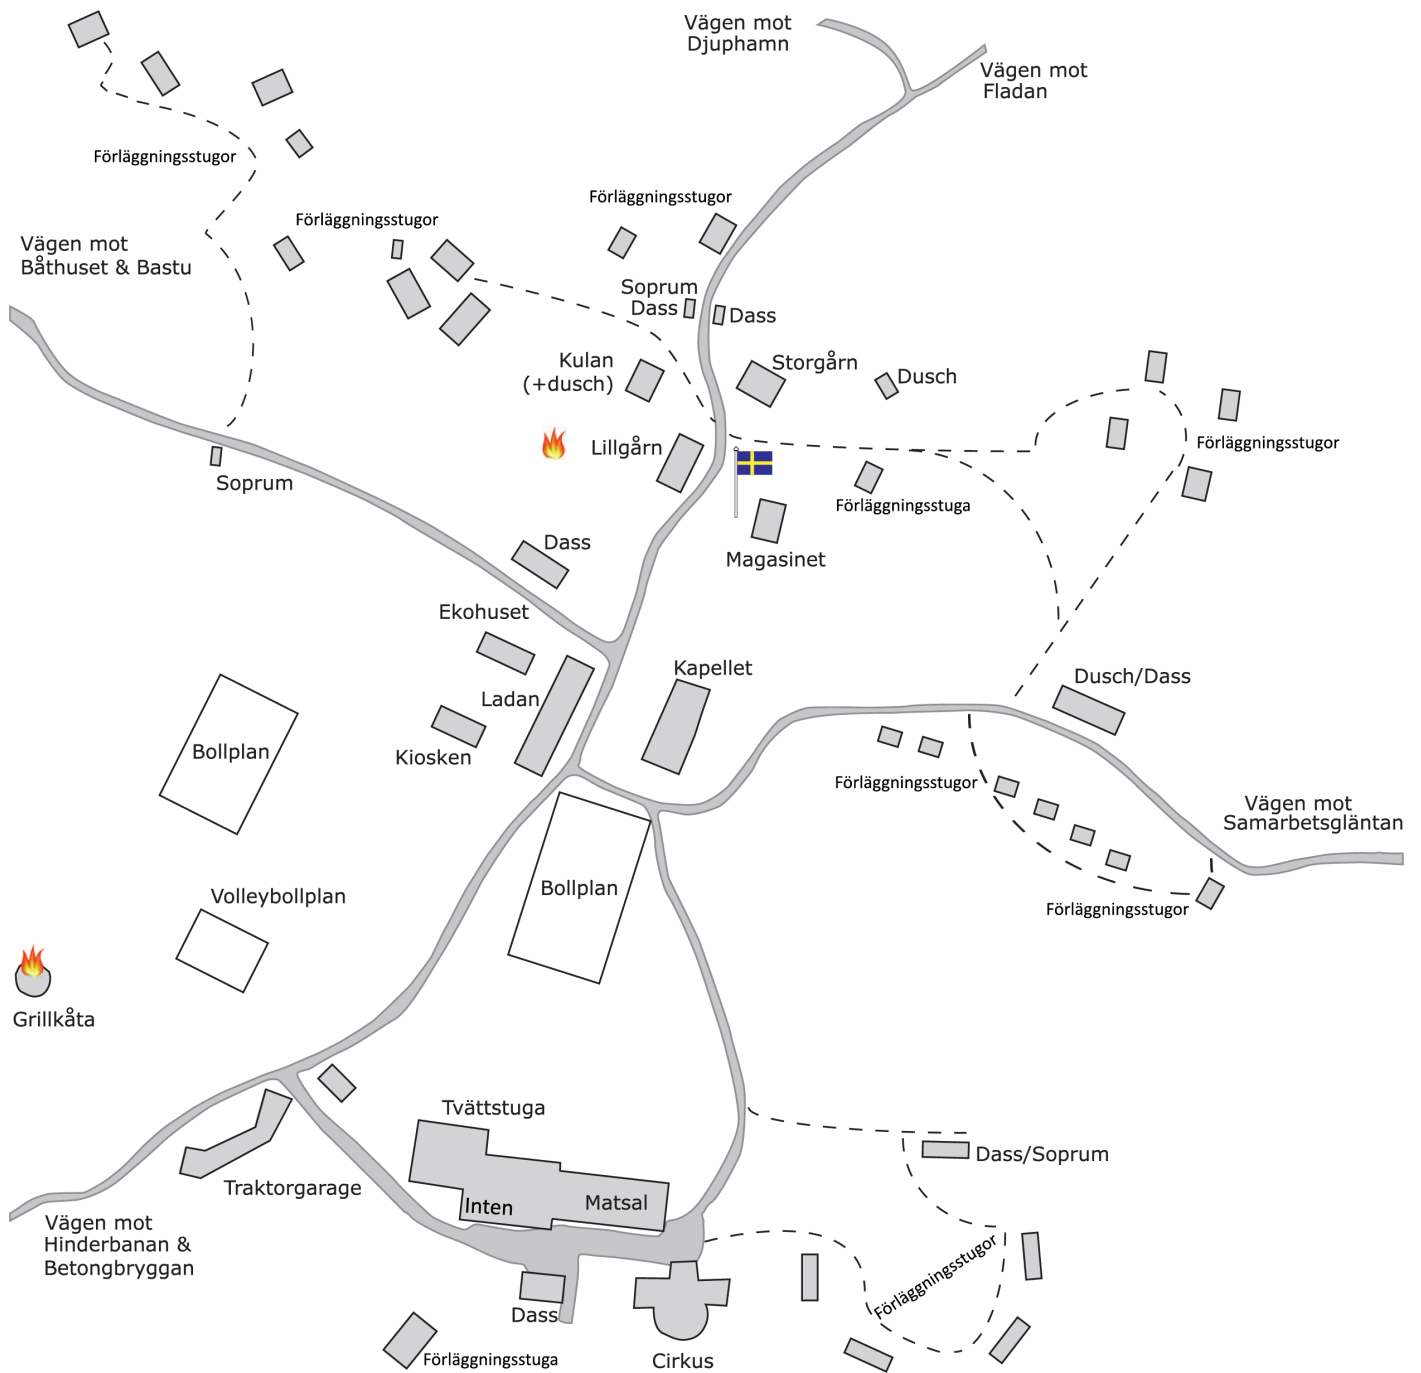 Vägen mot
Djuphamn
Vägen mot
Fladan
Förläggningsstugor
Förläggningsstugor
Förläggningsstugor
Vägen mot
Båthuset & Bastu
Soprum
Dass
Dass
Kulan
(+dusch)
Storgårn
Dusch
Lillgårn
Förläggningsstugor
Soprum
Förläggningsstuga
Dass
Magasinet
Ekohuset
Kapellet
Dusch/Dass
Ladan
Bollplan
Kiosken
Förläggningsstugor
Vägen mot
Samarbetsgläntan
Bollplan
Volleybollplan
Förläggningsstugor
Grillkåta
Tvättstuga
Dass/Soprum
Traktorgarage
Inten
Matsal
Vägen mot
Hinderbanan &
Betongbryggan
Förläggningsstugor
Dass
Förläggningsstuga
Cirkus